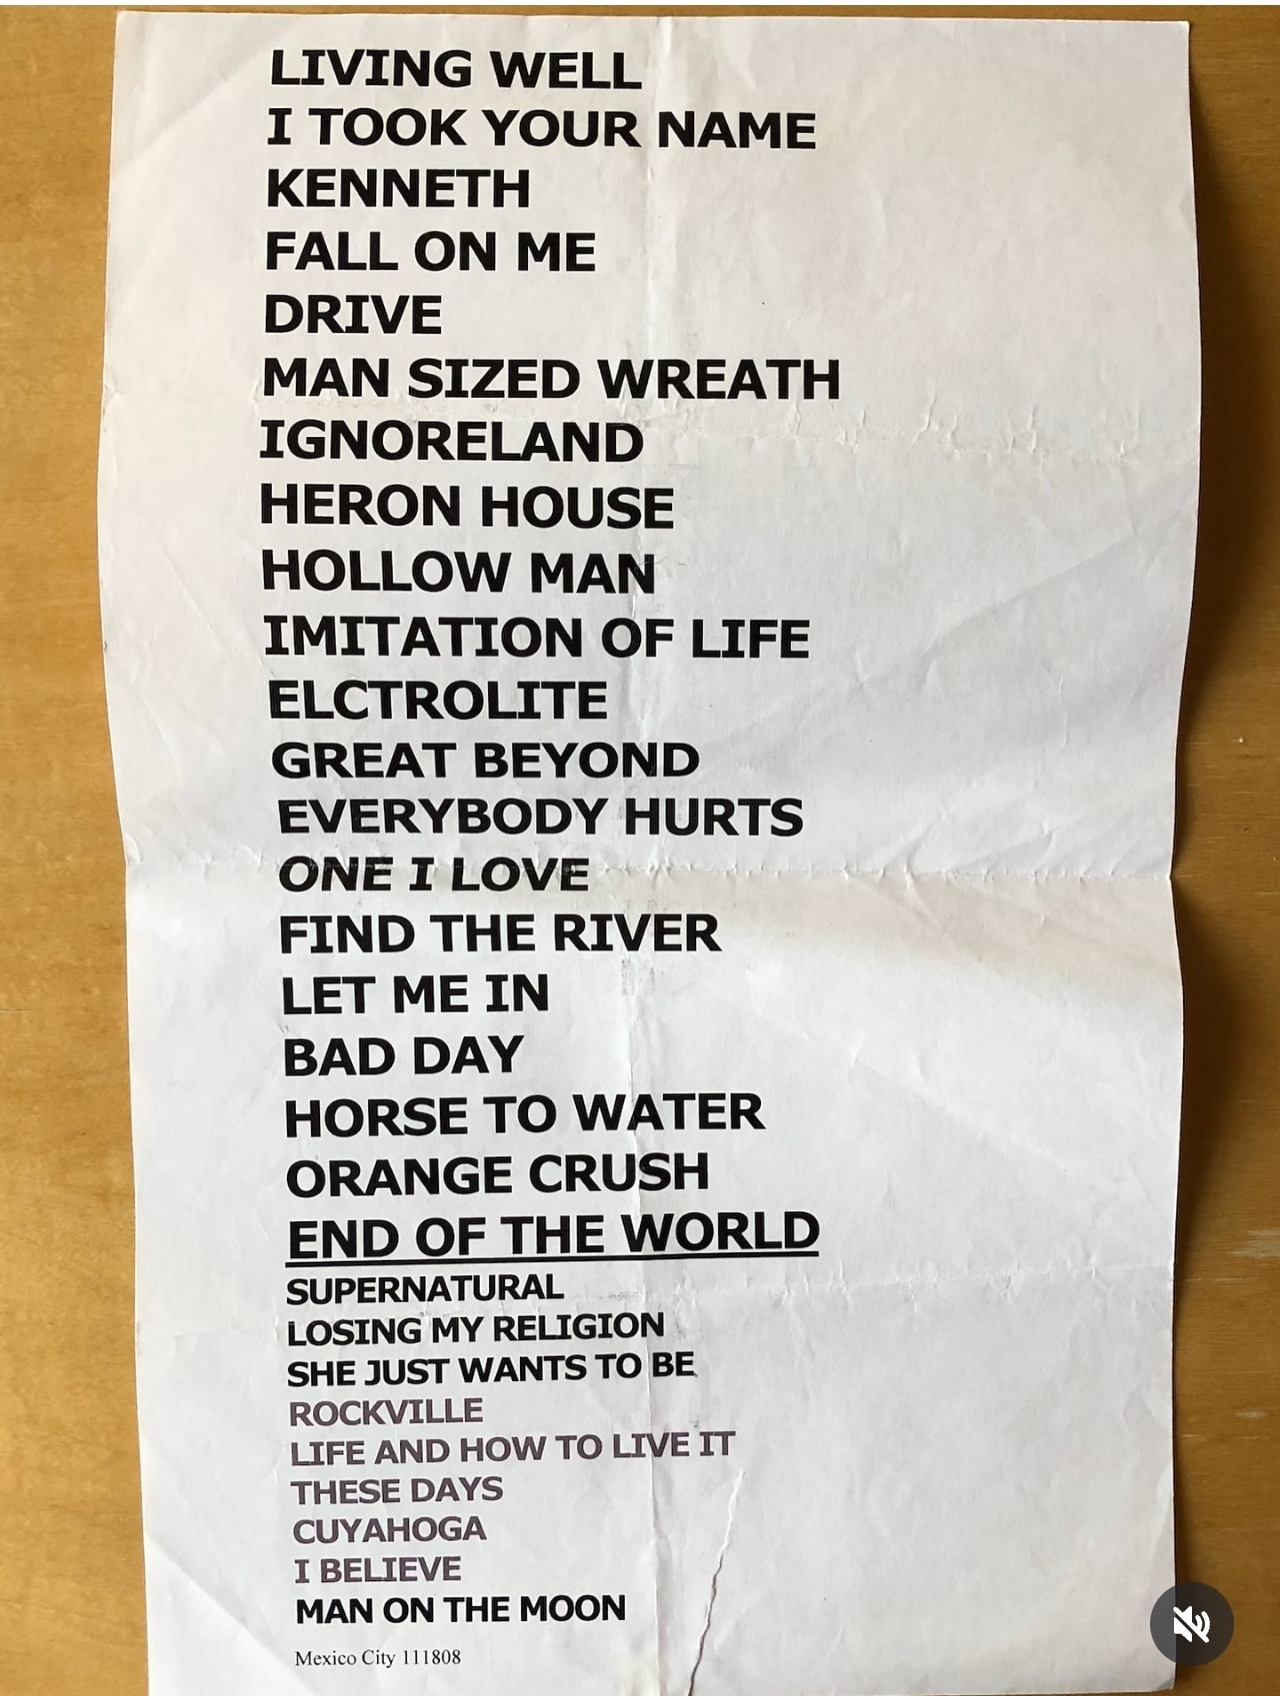 LIVING WELL
I TOOK YOUR NAME
KENNETH
FALL ON ME
DRIVE
MAN SIZED WREATH
IGNORELAND
HERON HOUSE
HOLLOW MAN
IMITATION OF LIFE
ELCTROLITE
GREAT BEYOND
EVERYBODY HURTS
ONE I LOVE
FIND THE RIVER
LET ME IN
BAD DAY
HORSE TO WATER
ORANGE CRUSH
END OF THE WORLD
SUPERNATURAL
LOSING MY RELIGION
SHE JUST WANTS TO BE
ROCKVILLE
LIFE AND HOW TO LIVE IT
THESE DAYS
CUYAHOGA
I BELIEVE
MAN ON THE MOON
Mexico City 111808